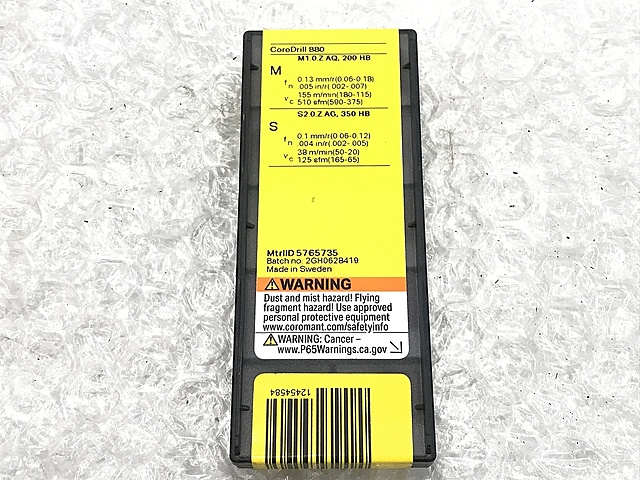 CoroDrill 880
M1.0.Z.AQ, 200 HB
M
fn 0.13 mm/r(0.06-0.18)
.005 in/r(.002-.007)
vc 155 m/min(180-115)
510 sfm(590-375)
S2.0.Z.AG, 350 HB
S
fn 0.1 mm/r(0.06-0.12)
.004 in/r(.002-.005)
vc 38 m/min(50-20)
125 sfm(165-65)
MtrlID 5765735
Batch no: 2GH0628419
Made in Sweden
WARNING
Dust and mist hazard! Flying
fragment hazard! Use approved
personal protective equipment
www.coromant.com/safetyinfo
WARNING: Cancer –
www.P65Warnings.ca.gov
12454584